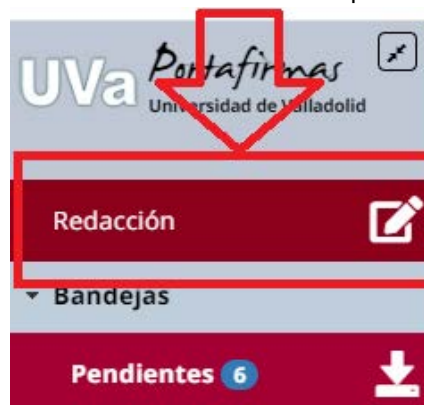 UVa Portafirmas
Universidad de Valladolid
Redacción
Bandejas
Pendientes 6